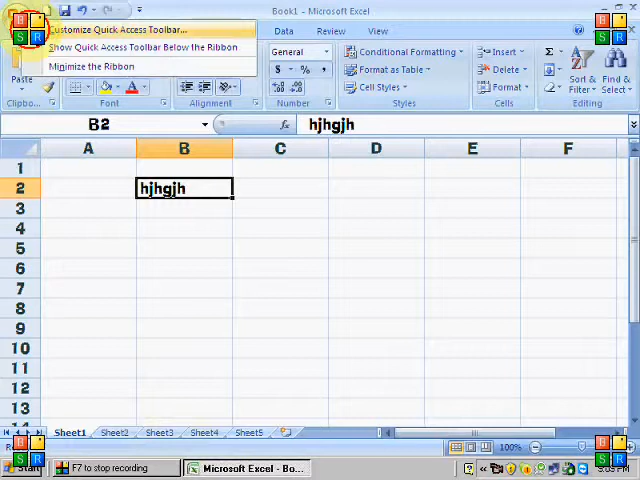 Book1 - Microsoft Excel
Customize Quick Access Toolbar...
Show Quick Access Toolbar Below the Ribbon
Minimize the Ribbon
Data
Review
View
Paste
General
Conditional Formatting
Format as Table
Cell Styles
$ % ,
Insert
Delete
Format
Σ
Sort & Filter
Find & Select
Clipboard...
Font
Alignment
Number
Styles
Cells
Editing
B2
fx
hjhgjh
A B C D E F
1
2 hjhgjh
3
4
5
6
7
8
9
10
11
12
13
14
Sheet1 Sheet2 Sheet3 Sheet4 Sheet5
100%
F7 to stop recording
Microsoft Excel - Bo...
B
S R
B
S R
B
S R
B
S R